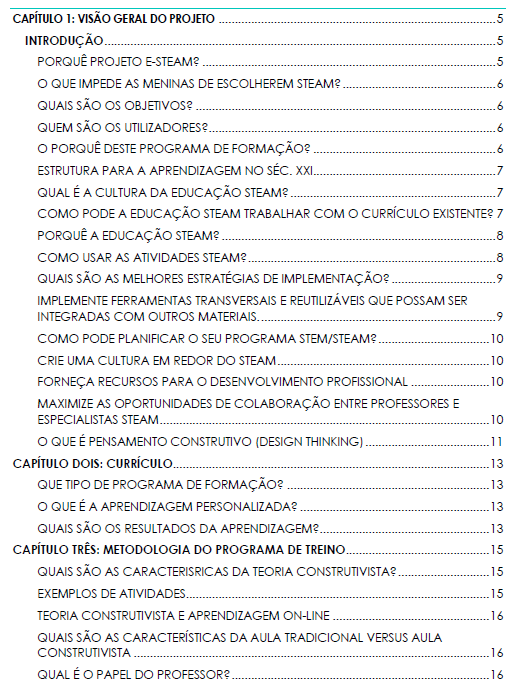 CAPÍTULO 1: VISÃO GERAL DO PROJETO ........ 5
INTRODUÇÃO ........ 5
PORQUÊ PROJETO E-STEAM? ........ 5
O QUE IMPEDE AS MENINAS DE ESCOLHEREM STEAM? ........ 6
QUAIS SÃO OS OBJETIVOS? ........ 6
QUEM SÃO OS UTILIZADORES? ........ 6
O PORQUÊ DESTE PROGRAMA DE FORMAÇÃO? ........ 6
ESTRUTURA PARA A APRENDIZAGEM NO SÉC. XXI ........ 7
QUAL É A CULTURA DA EDUCAÇÃO STEAM? ........ 7
COMO PODE A EDUCAÇÃO STEAM TRABALHAR COM O CURRÍCULO EXISTENTE? 7
PORQUÊ A EDUCAÇÃO STEAM? ........ 8
COMO USAR AS ATIVIDADES STEAM? ........ 8
QUAIS SÃO AS MELHORES ESTRATÉGIAS DE IMPLEMENTAÇÃO? ........ 9
IMPLEMENTE FERRAMENTAS TRANSVERSAIS E REUTILIZÁVEIS QUE POSSAM SER
INTEGRADAS COM OUTROS MATERIAIS. ........ 9
COMO PODE PLANIFICAR O SEU PROGRAMA STEM/STEAM? ........ 10
CRIE UMA CULTURA EM REDOR DO STEAM ........ 10
FORNEÇA RECURSOS PARA O DESENVOLVIMENTO PROFISSIONAL ........ 10
MAXIMIZE AS OPORTUNIDADES DE COLABORAÇÃO ENTRE PROFESSORES E
ESPECIALISTAS STEAM ........ 10
O QUE É PENSAMENTO CONSTRUTIVO (DESIGN THINKING) ........ 11
CAPÍTULO DOIS: CURRÍCULO ........ 13
QUE TIPO DE PROGRAMA DE FORMAÇÃO? ........ 13
O QUE É A APRENDIZAGEM PERSONALIZADA? ........ 13
QUAIS SÃO OS RESULTADOS DA APRENDIZAGEM? ........ 13
CAPÍTULO TRÊS: METODOLOGIA DO PROGRAMA DE TREINO ........ 15
QUAIS SÃO AS CARACTERISRICAS DA TEORIA CONSTRUTIVISTA? ........ 15
EXEMPLOS DE ATIVIDADES ........ 15
TEORIA CONSTRUTIVISTA E APRENDIZAGEM ON-LINE ........ 16
QUAIS SÃO AS CARACTERÍSTICAS DA AULA TRADICIONAL VERSUS AULA
CONSTRUTIVISTA ........ 16
QUAL É O PAPEL DO PROFESSOR? ........ 16